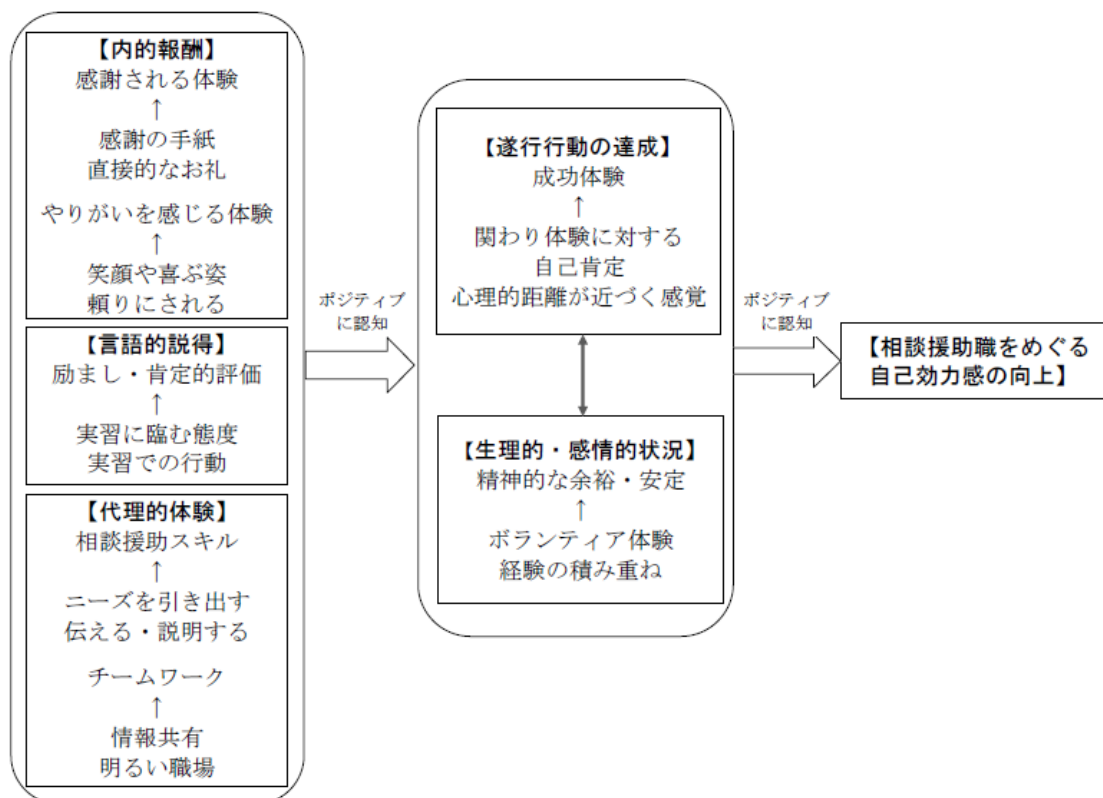 【内的報酬】
感謝される体験
↑
感謝の手紙
直接的なお礼
やりがいを感じる体験
↑
笑顔や喜ぶ姿
頼りにされる
【言語的説得】
励まし・肯定的評価
↑
実習に臨む態度
実習での行動
【代理的体験】
相談援助スキル
↑
ニーズを引き出す
伝える・説明する
チームワーク
↑
情報共有
明るい職場
ポジティブ
に認知
【遂行行動の達成】
成功体験
↑
関わり体験に対する
自己肯定
心理的距離が近づく感覚
【生理的・感情的状況】
精神的な余裕・安定
↑
ボランティア体験
経験の積み重ね
ポジティブ
に認知
【相談援助職をめぐる
自己効力感の向上】